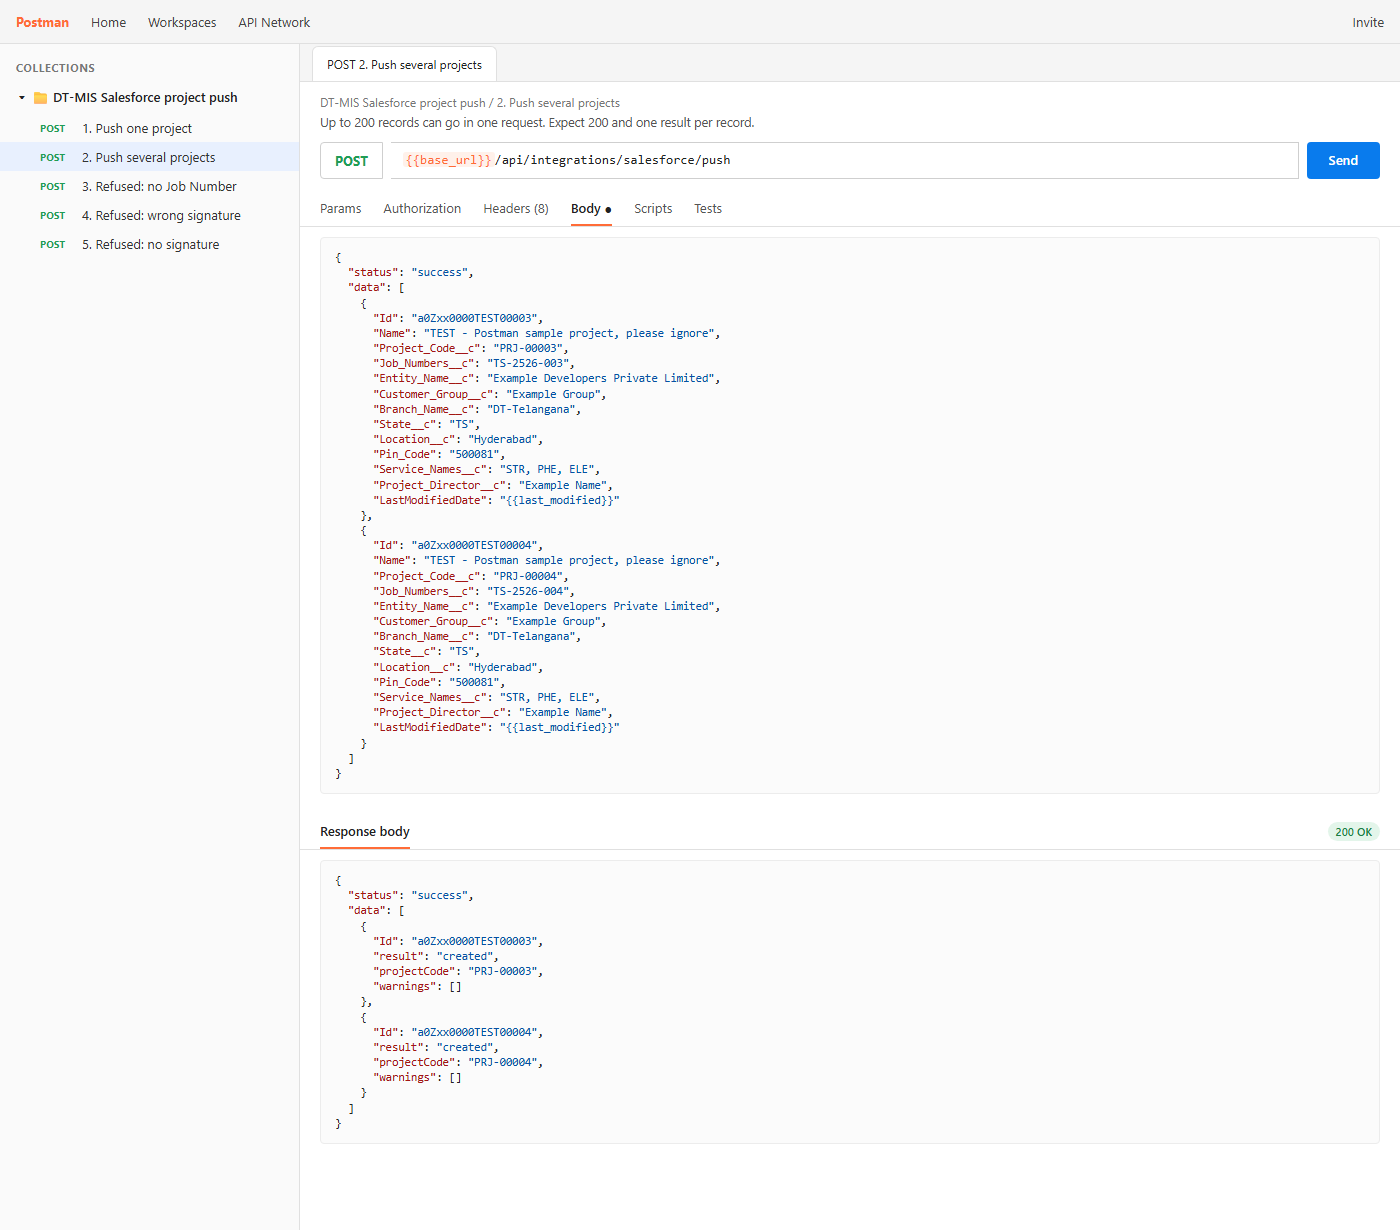 Postman Home Workspaces API Network Invite
COLLECTIONS
DT-MIS Salesforce project push
POST 1. Push one project
POST 2. Push several projects
POST 3. Refused: no Job Number
POST 4. Refused: wrong signature
POST 5. Refused: no signature
POST 2. Push several projects
DT-MIS Salesforce project push / 2. Push several projects
Up to 200 records can go in one request. Expect 200 and one result per record.
POST {{base_url}}/api/integrations/salesforce/push Send
Params Authorization Headers (8) Body ● Scripts Tests
{
  "status": "success",
  "data": [
    {
      "Id": "a0Zxx0000TEST00003",
      "Name": "TEST - Postman sample project, please ignore",
      "Project_Code__c": "PRJ-00003",
      "Job_Numbers__c": "TS-2526-003",
      "Entity_Name__c": "Example Developers Private Limited",
      "Customer_Group__c": "Example Group",
      "Branch_Name__c": "DT-Telangana",
      "State__c": "TS",
      "Location__c": "Hyderabad",
      "Pin_Code": "500081",
      "Service_Names__c": "STR, PHE, ELE",
      "Project_Director__c": "Example Name",
      "LastModifiedDate": "{{last_modified}}"
    },
    {
      "Id": "a0Zxx0000TEST00004",
      "Name": "TEST - Postman sample project, please ignore",
      "Project_Code__c": "PRJ-00004",
      "Job_Numbers__c": "TS-2526-004",
      "Entity_Name__c": "Example Developers Private Limited",
      "Customer_Group__c": "Example Group",
      "Branch_Name__c": "DT-Telangana",
      "State__c": "TS",
      "Location__c": "Hyderabad",
      "Pin_Code": "500081",
      "Service_Names__c": "STR, PHE, ELE",
      "Project_Director__c": "Example Name",
      "LastModifiedDate": "{{last_modified}}"
    }
  ]
}
Response body 200 OK
{
  "status": "success",
  "data": [
    {
      "Id": "a0Zxx0000TEST00003",
      "result": "created",
      "projectCode": "PRJ-00003",
      "warnings": []
    },
    {
      "Id": "a0Zxx0000TEST00004",
      "result": "created",
      "projectCode": "PRJ-00004",
      "warnings": []
    }
  ]
}